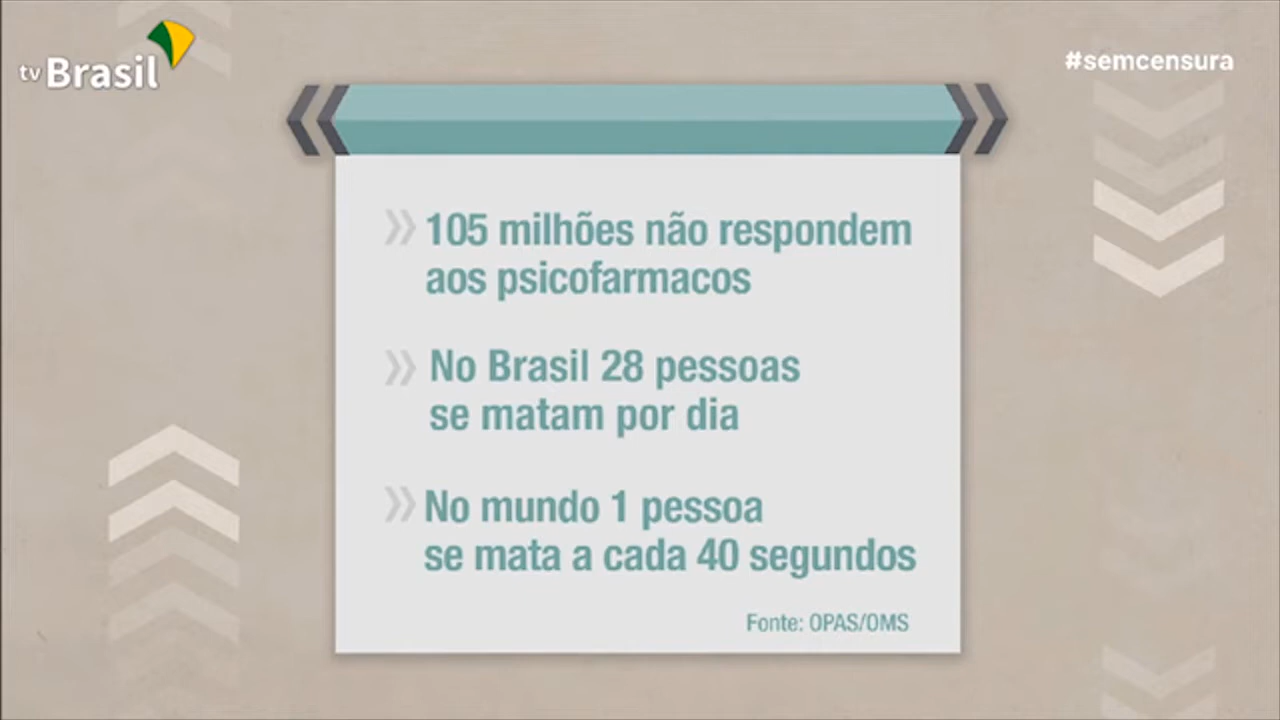 tv Brasil
#semcensura
105 milhões não respondem
aos psicofarmacos
No Brasil 28 pessoas
se matam por dia
No mundo 1 pessoa
se mata a cada 40 segundos
Fonte: OPAS/OMS